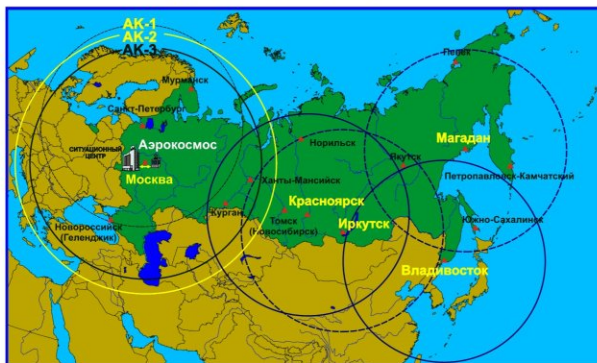 АК-1
АК-2
АК-3
Певек
Мурманск
Санкт-Петербург
Аэрокосмос
СИТУАЦИОННЫЙ
ЦЕНТР
Москва
Норильск
Магадан
Якутск
Петропавловск-Камчатский
Ханты-Мансийск
Красноярск
Курган
Томск
(Новосибирск)
Иркутск
Новороссийск
(Геленджик)
Южно-Сахалинск
Владивосток